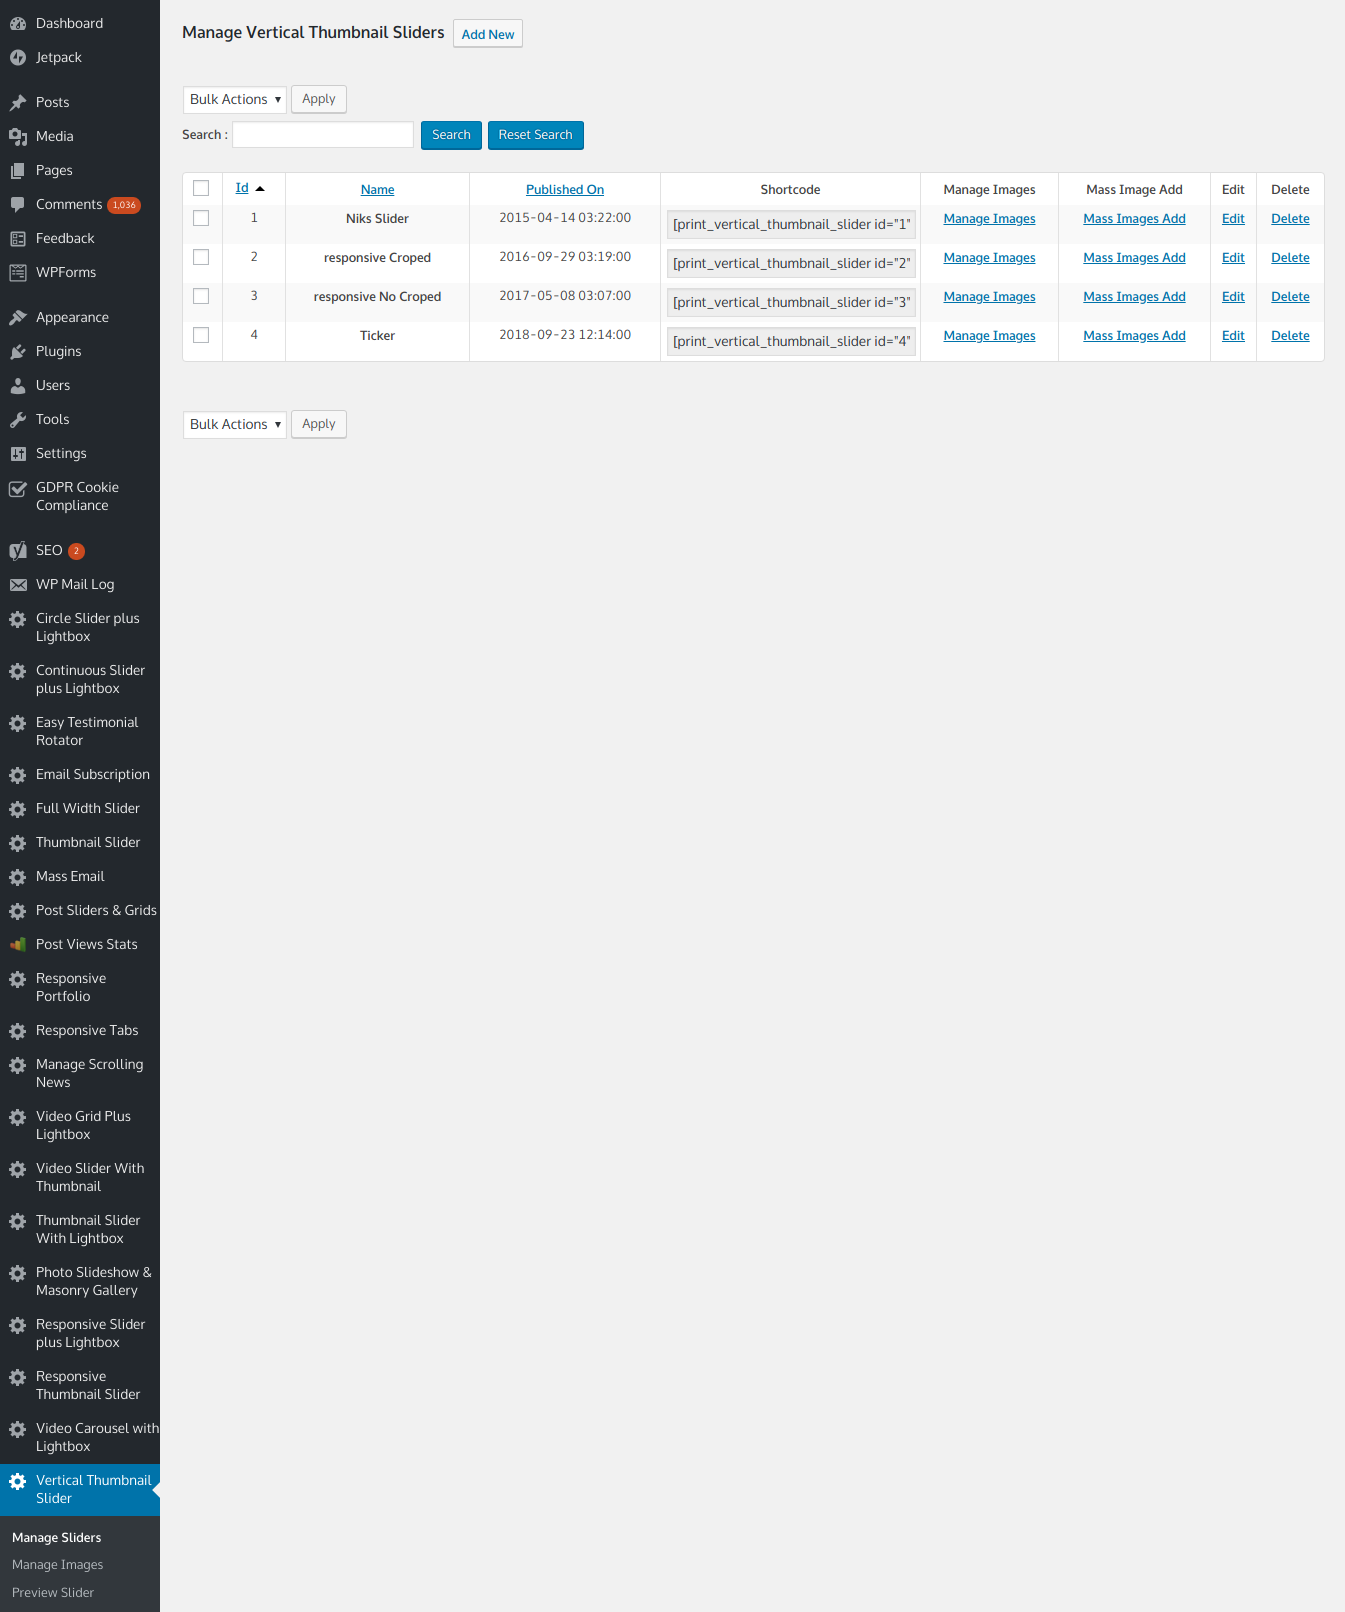 Dashboard
Jetpack
Posts
Media
Pages
Comments 1,036
Feedback
WPForms
Appearance
Plugins
Users
Tools
Settings
GDPR Cookie
Compliance
SEO 2
WP Mail Log
Circle Slider plus
Lightbox
Continuous Slider
plus Lightbox
Easy Testimonial
Rotator
Email Subscription
Full Width Slider
Thumbnail Slider
Mass Email
Post Sliders & Grids
Post Views Stats
Responsive
Portfolio
Responsive Tabs
Manage Scrolling
News
Video Grid Plus
Lightbox
Video Slider With
Thumbnail
Thumbnail Slider
With Lightbox
Photo Slideshow &
Masonry Gallery
Responsive Slider
plus Lightbox
Responsive
Thumbnail Slider
Video Carousel with
Lightbox
Vertical Thumbnail
Slider
Manage Sliders
Manage Images
Preview Slider
Manage Vertical Thumbnail Sliders Add New
Bulk Actions Apply
Search : Search Reset Search
Id Name Published On Shortcode Manage Images Mass Image Add Edit Delete
1 Niks Slider 2015-04-14 03:22:00 [print_vertical_thumbnail_slider id="1" Manage Images Mass Images Add Edit Delete
2 responsive Croped 2016-09-29 03:19:00 [print_vertical_thumbnail_slider id="2" Manage Images Mass Images Add Edit Delete
3 responsive No Croped 2017-05-08 03:07:00 [print_vertical_thumbnail_slider id="3" Manage Images Mass Images Add Edit Delete
4 Ticker 2018-09-23 12:14:00 [print_vertical_thumbnail_slider id="4" Manage Images Mass Images Add Edit Delete
Bulk Actions Apply